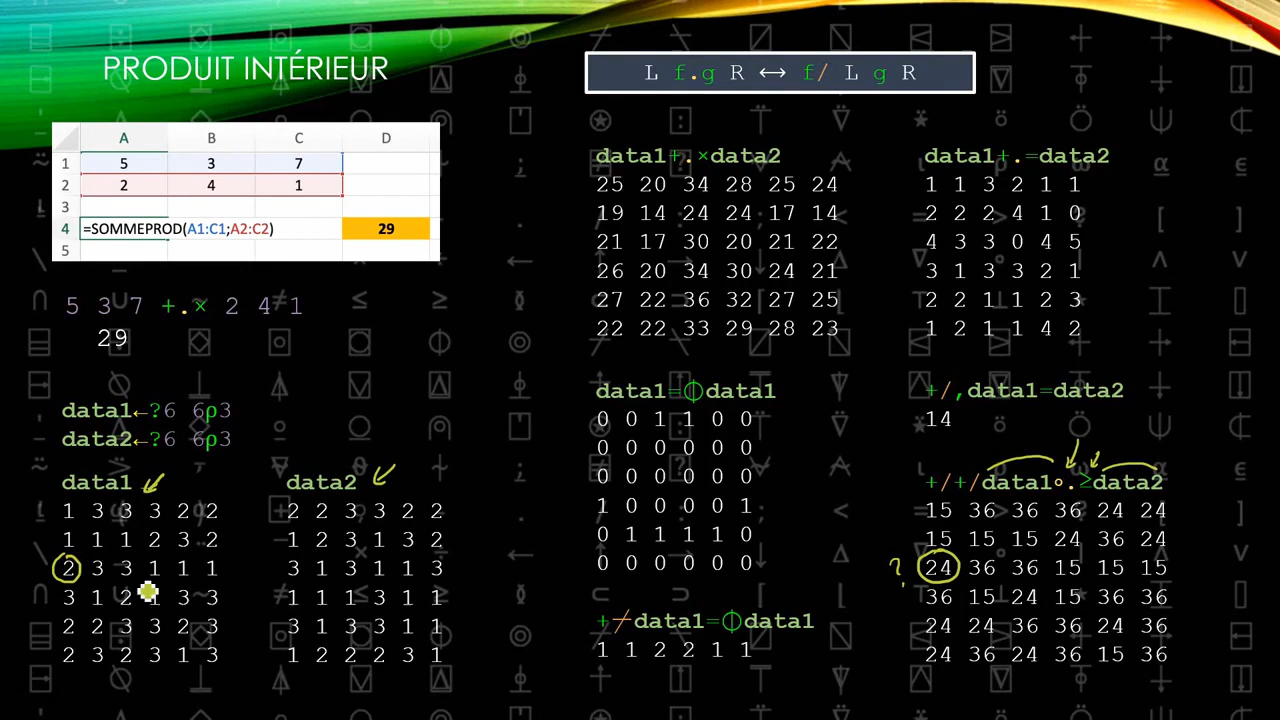 PRODUIT INTÉRIEUR
L f.g R ↔ f/ L g R
A B C D
1 5 3 7
2 2 4 1
3
4 =SOMMEPROD(A1:C1;A2:C2) 29
5
5 3 7 +.× 2 4 1
29
data1←?6 6⍴3
data2←?6 6⍴3
data1
1 3 3 3 2 2
1 1 1 2 3 2
2 3 3 1 1 1
3 1 2 1 3 3
2 2 3 3 2 3
2 3 2 3 1 3
data2
2 2 3 3 2 2
1 2 3 1 3 2
3 1 3 1 1 3
1 1 1 3 1 1
3 1 3 3 1 1
1 2 2 2 3 1
data1+.×data2
25 20 34 28 25 24
19 14 24 24 17 14
21 17 30 20 21 22
26 20 34 30 24 21
27 22 36 32 27 25
22 22 33 29 28 23
data1=⌽data1
0 0 1 1 0 0
0 0 0 0 0 0
0 0 0 0 0 0
1 0 0 0 0 1
0 1 1 1 1 0
0 0 0 0 0 0
+⌿data1=⌽data1
1 1 2 2 1 1
data1+.=data2
1 1 3 2 1 1
2 2 2 4 1 0
4 3 3 0 4 5
3 1 3 3 2 1
2 2 1 1 2 3
1 2 1 1 4 2
+/,data1=data2
14
+/+/data1∘.≥data2
15 36 36 36 24 24
15 15 15 24 36 24
? 24 36 36 15 15 15
36 15 24 15 36 36
24 24 36 36 24 36
24 36 24 36 15 36